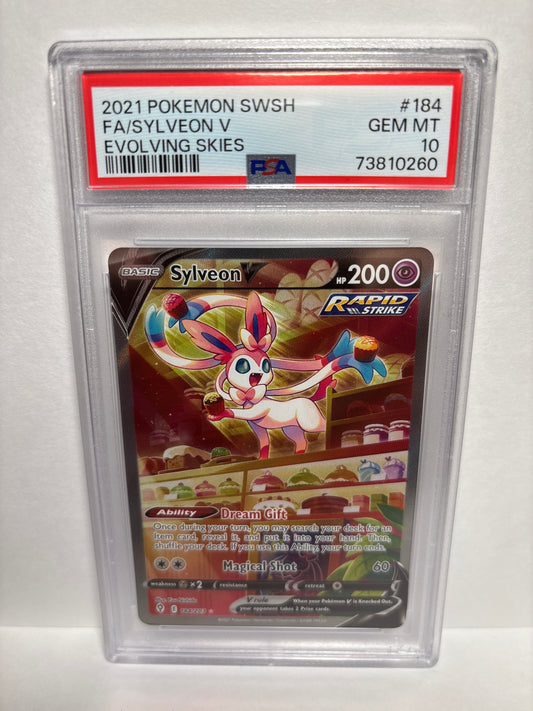 2021 POKEMON SWSH #184
FA/SYLVEON V GEM MT
EVOLVING SKIES 10
PSA 73810260
BASIC Sylveon V HP 200
RAPID STRIKE
Ability Dream Gift
Once during your turn, you may search your deck for an
Item card, reveal it, and put it into your hand. Then,
shuffle your deck. If you use this Ability, your turn ends.
Magical Shot 60
weakness ×2 resistance retreat
V rule When your Pokémon V is Knocked Out,
your opponent takes 2 Prize cards.
184/203